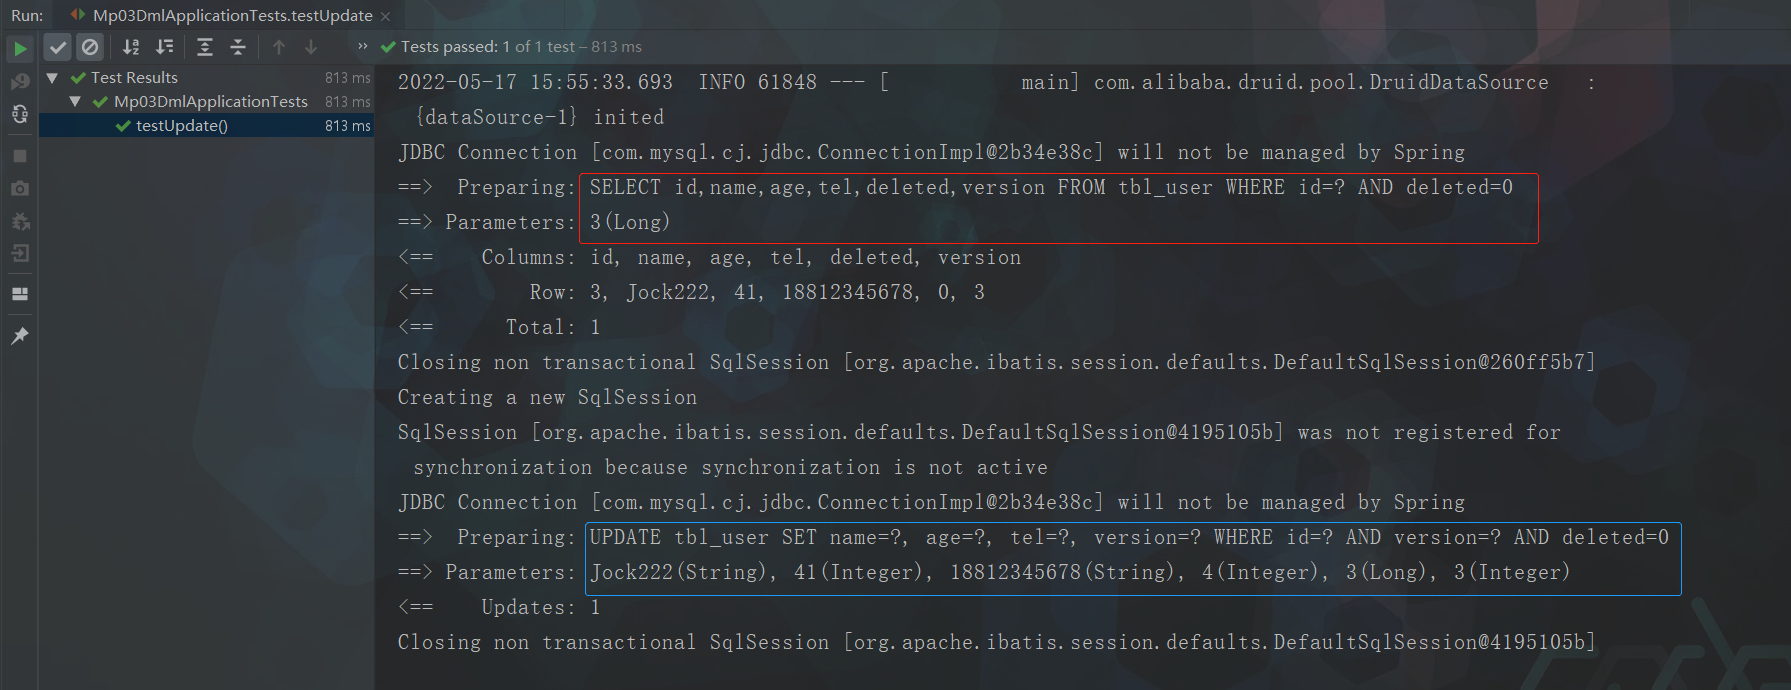 Run: Mp03DmlApplicationTests.testUpdate ×
» Tests passed: 1 of 1 test – 813 ms
Test Results 813 ms
Mp03DmlApplicationTests 813 ms
testUpdate() 813 ms
2022-05-17 15:55:33.693  INFO 61848 --- [           main] com.alibaba.druid.pool.DruidDataSource   :
{dataSource-1} inited
JDBC Connection [com.mysql.cj.jdbc.ConnectionImpl@2b34e38c] will not be managed by Spring
==>  Preparing: SELECT id,name,age,tel,deleted,version FROM tbl_user WHERE id=? AND deleted=0
==> Parameters: 3(Long)
<==    Columns: id, name, age, tel, deleted, version
<==        Row: 3, Jock222, 41, 18812345678, 0, 3
<==      Total: 1
Closing non transactional SqlSession [org.apache.ibatis.session.defaults.DefaultSqlSession@260ff5b7]
Creating a new SqlSession
SqlSession [org.apache.ibatis.session.defaults.DefaultSqlSession@4195105b] was not registered for
synchronization because synchronization is not active
JDBC Connection [com.mysql.cj.jdbc.ConnectionImpl@2b34e38c] will not be managed by Spring
==>  Preparing: UPDATE tbl_user SET name=?, age=?, tel=?, version=? WHERE id=? AND version=? AND deleted=0
==> Parameters: Jock222(String), 41(Integer), 18812345678(String), 4(Integer), 3(Long), 3(Integer)
<==    Updates: 1
Closing non transactional SqlSession [org.apache.ibatis.session.defaults.DefaultSqlSession@4195105b]